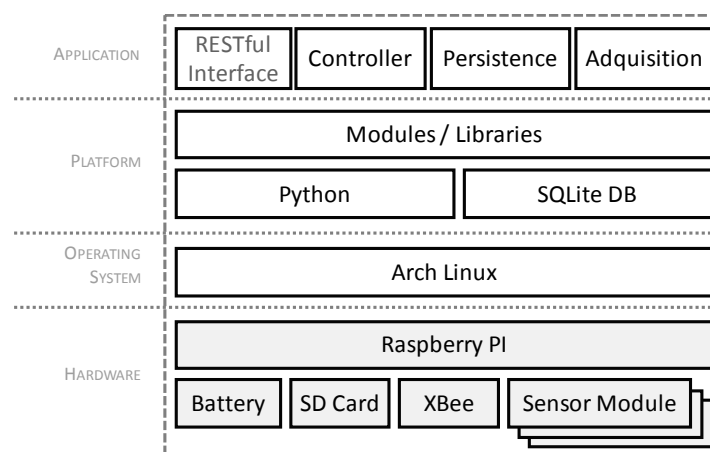 APPLICATION
RESTful
Interface
Controller
Persistence
Adquisition
PLATFORM
Modules / Libraries
Python
SQLite DB
OPERATING
SYSTEM
Arch Linux
HARDWARE
Raspberry PI
Battery
SD Card
XBee
Sensor Module